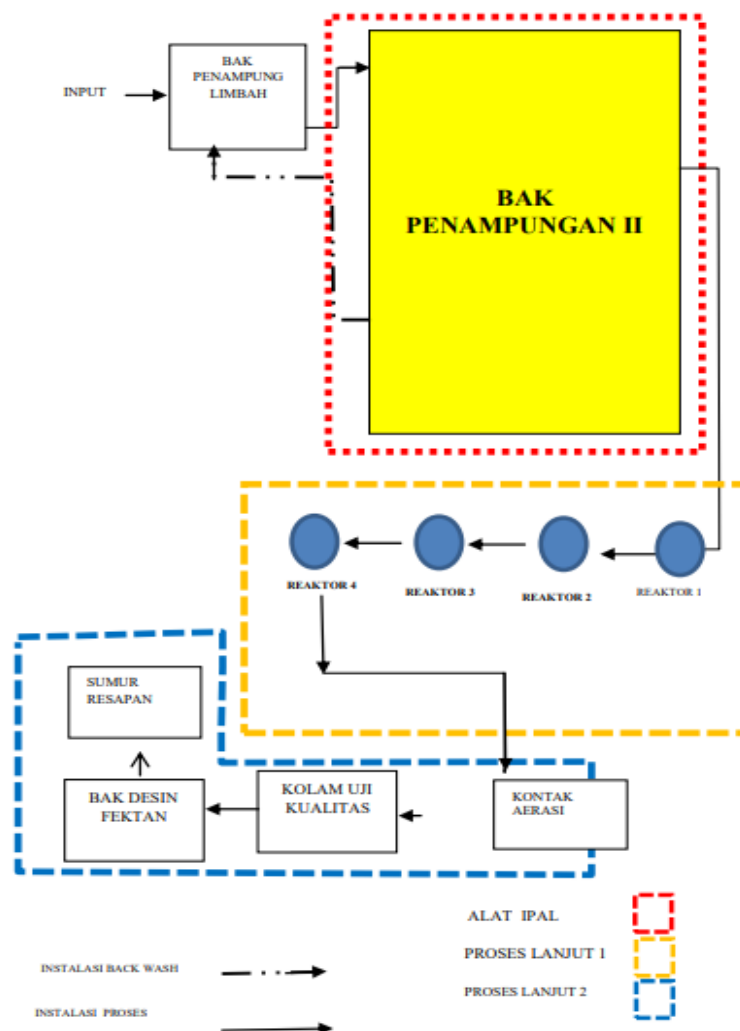 BAK
PENAMPUNG
LIMBAH
INPUT
BAK
PENAMPUNGAN II
REAKTOR 4
REAKTOR 3
REAKTOR 2
REAKTOR 1
SUMUR
RESAPAN
BAK DESIN
FEKTAN
KOLAM UJI
KUALITAS
KONTAK
AERASI
ALAT IPAL
PROSES LANJUT 1
PROSES LANJUT 2
INSTALASI BACK WASH
INSTALASI PROSES